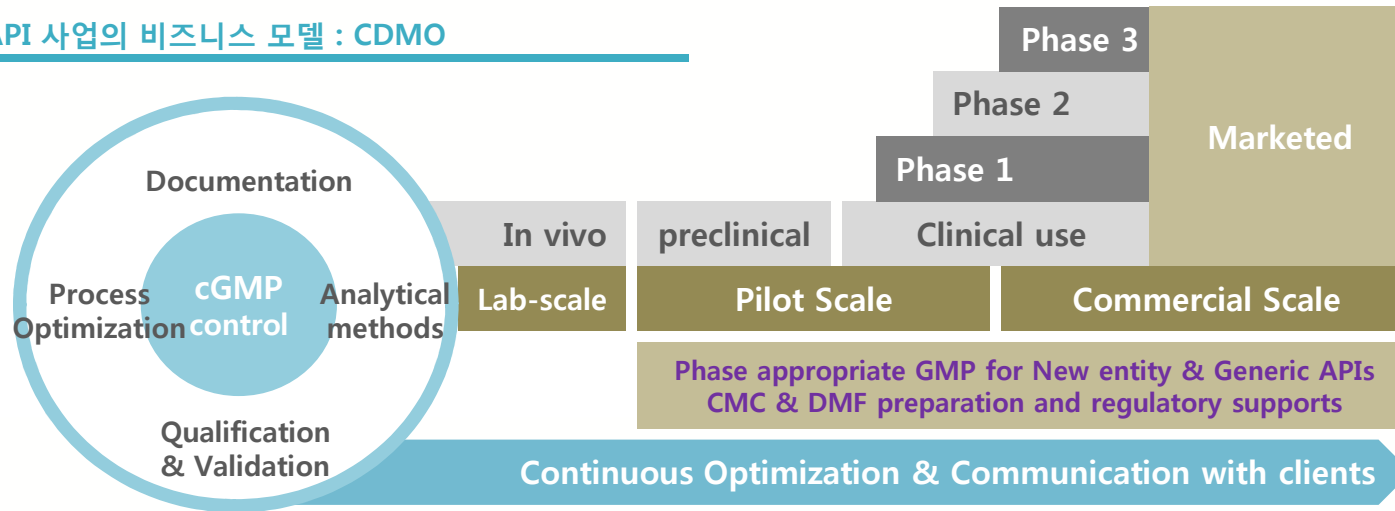 API 사업의 비즈니스 모델 : CDMO
Phase 3
Phase 2
Marketed
Phase 1
Documentation
In vivo
preclinical
Clinical use
Process
Optimization
cGMP
control
Analytical
methods
Lab-scale
Pilot Scale
Commercial Scale
Phase appropriate GMP for New entity & Generic APIs
CMC & DMF preparation and regulatory supports
Qualification
& Validation
Continuous Optimization & Communication with clients